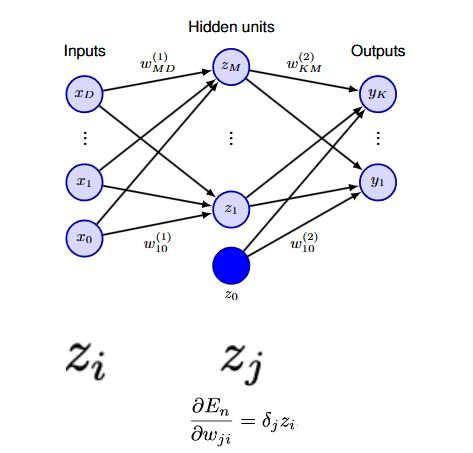 Hidden units
Inputs
Outputs
w_{MD}^{(1)}
z_M
w_{KM}^{(2)}
x_D
y_K
⋮ ⋮ ⋮
x_1
y_1
z_1
x_0
w_{10}^{(1)}
w_{10}^{(2)}
z_0
z_i z_j
\frac{\partial E_n}{\partial w_{ji}} = \delta_j z_i